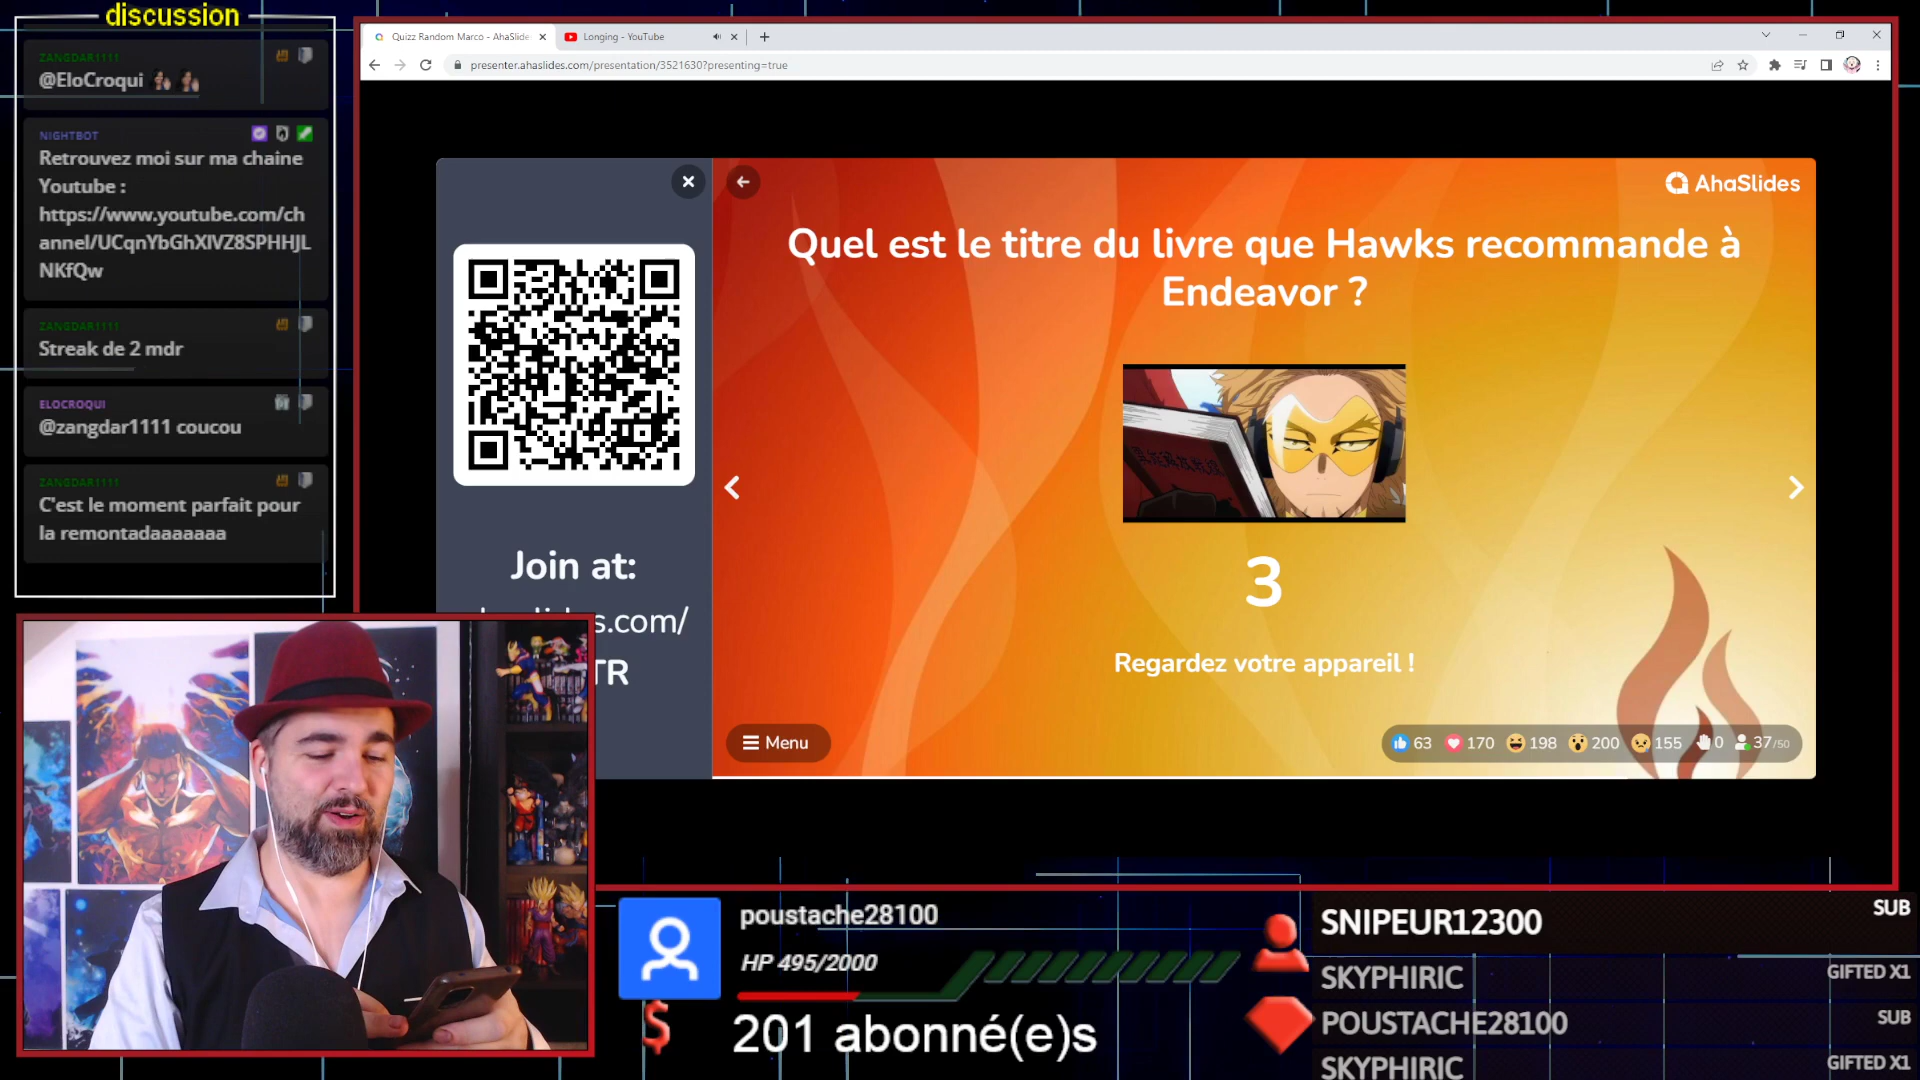 discussion
ZANGDAR1111
@EloCroqui
NIGHTBOT
Retrouvez moi sur ma chaine
Youtube :
https://www.youtube.com/ch
annel/UCqnYbGhXIVZ8SPHHJL
NKfQw
ZANGDAR1111
Streak de 2 mdr
ELOCROQUI
@zangdar1111 coucou
ZANGDAR1111
C'est le moment parfait pour
la remontadaaaaaaa
Quizz Random Marco - AhaSlide
Longing - YouTube
presenter.ahaslides.com/presentation/3521630?presenting=true
AhaSlides
Quel est le titre du livre que Hawks recommande à
Endeavor ?
3
Regardez votre appareil !
Join at:
s.com/
TR
Menu
63 170 198 200 155 0 37/50
poustache28100
HP 495/2000
201 abonné(e)s
SNIPEUR12300 SUB
SKYPHIRIC GIFTED X1
POUSTACHE28100 SUB
SKYPHIRIC GIFTED X1